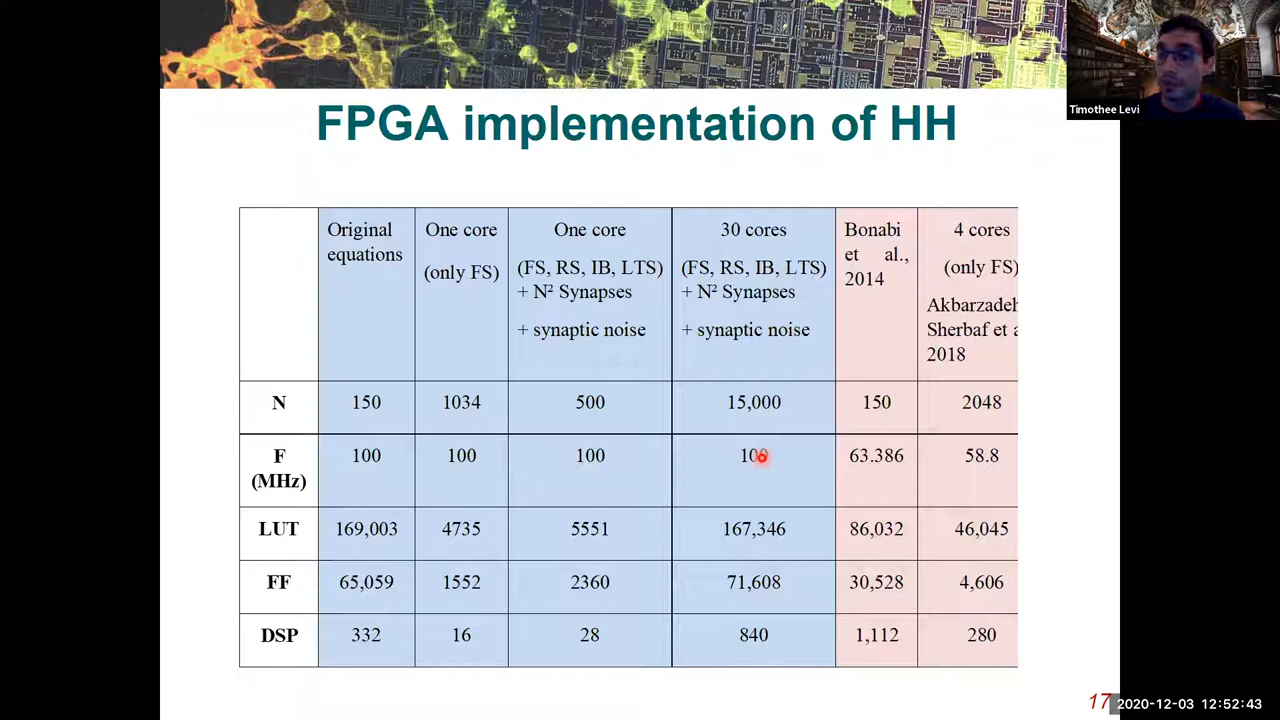 Timothee Levi
FPGA implementation of HH
Original
equations
One core
(only FS)
One core
(FS, RS, IB, LTS)
+ N² Synapses
+ synaptic noise
30 cores
(FS, RS, IB, LTS)
+ N² Synapses
+ synaptic noise
Bonabi
et al.,
2014
4 cores
(only FS)
Akbarzadeh
Sherbaf et a
2018
N 150 1034 500 15,000 150 2048
F 100 100 100 100 63.386 58.8
(MHz)
LUT 169,003 4735 5551 167,346 86,032 46,045
FF 65,059 1552 2360 71,608 30,528 4,606
DSP 332 16 28 840 1,112 280
17
2020-12-03 12:52:43